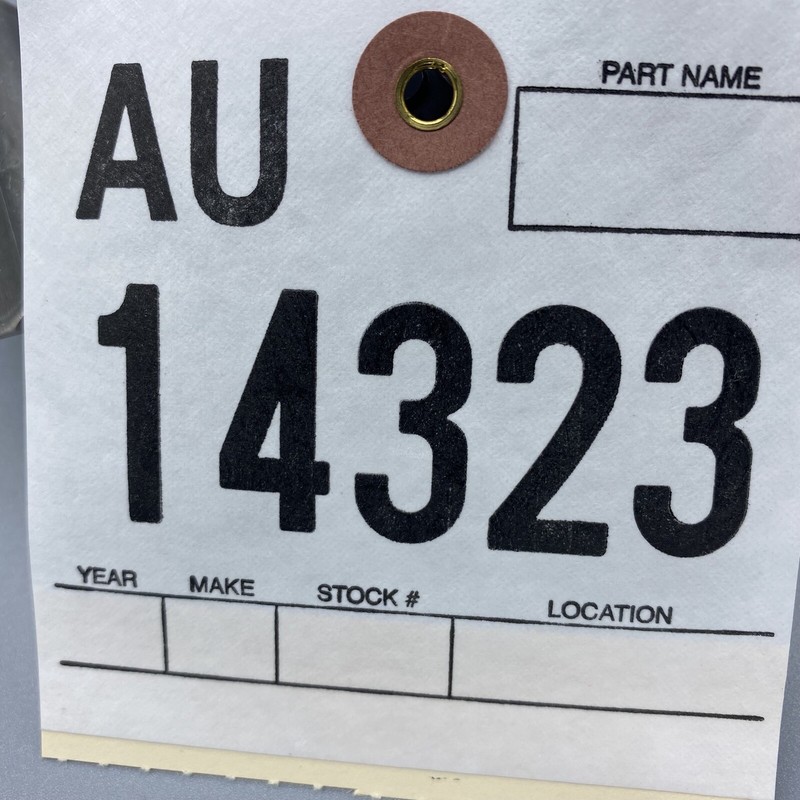 AU
PART NAME
14323
YEAR MAKE STOCK # LOCATION